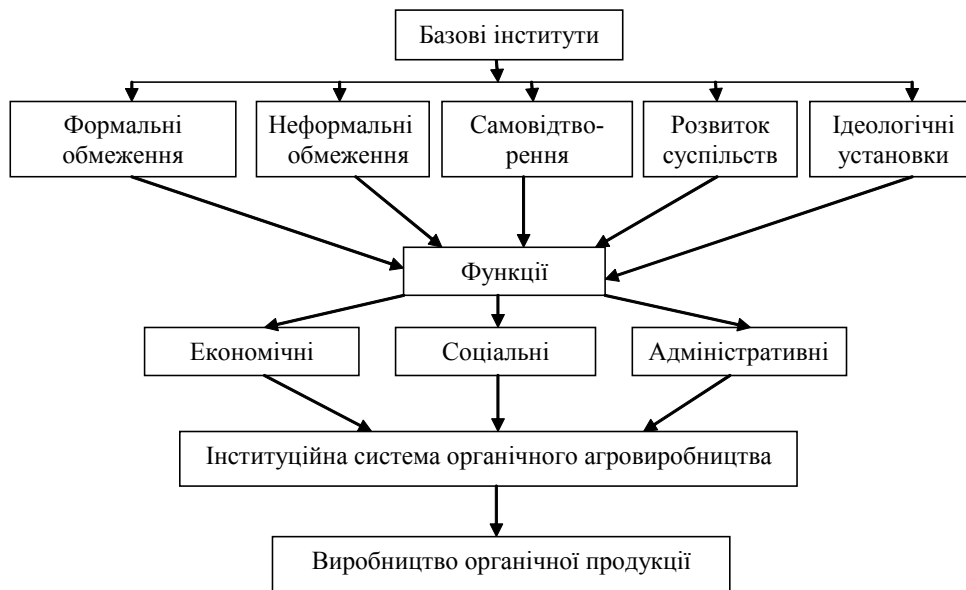 Базові інститути
Формальні
обмеження
Неформальні
обмеження
Самовідтво-
рення
Розвиток
суспільств
Ідеологічні
установки
Функції
Економічні
Соціальні
Адміністративні
Інституційна система органічного агровиробництва
Виробництво органічної продукції